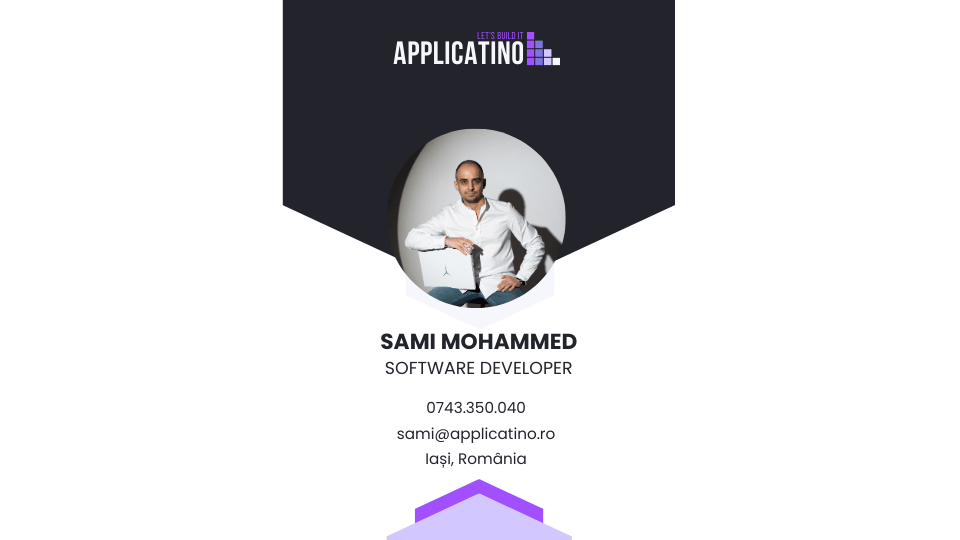 LET'S BUILD IT
APPLICATINO
SAMI MOHAMMED
SOFTWARE DEVELOPER
0743.350.040
sami@applicatino.ro
Iași, România